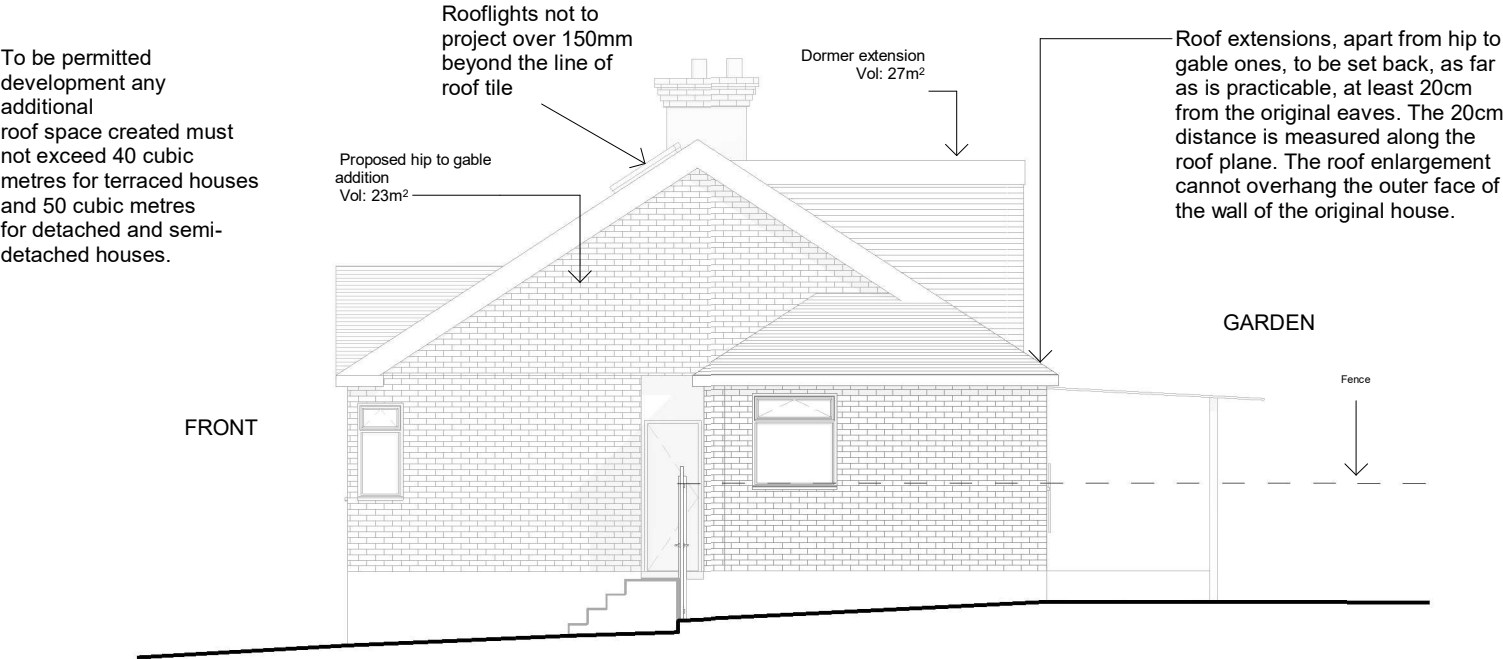 To be permitted
development any
additional
roof space created must
not exceed 40 cubic
metres for terraced houses
and 50 cubic metres
for detached and semi-
detached houses.
Rooflights not to
project over 150mm
beyond the line of
roof tile
Dormer extension
Vol: 27m²
Roof extensions, apart from hip to
gable ones, to be set back, as far
as is practicable, at least 20cm
from the original eaves. The 20cm
distance is measured along the
roof plane. The roof enlargement
cannot overhang the outer face of
the wall of the original house.
Proposed hip to gable
addition
Vol: 23m²
GARDEN
Fence
FRONT